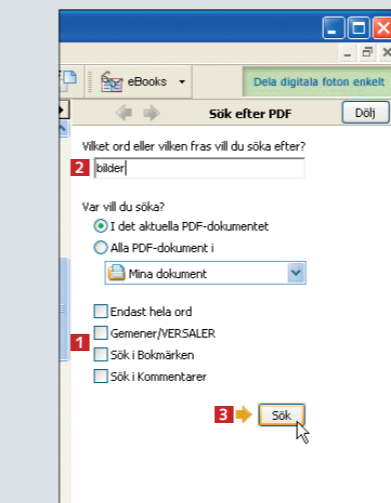 eBooks
Dela digitala foton enkelt
Sök efter PDF
Dölj
Vilket ord eller vilken fras vill du söka efter?
2 bilder
Var vill du söka?
I det aktuella PDF-dokumentet
Alla PDF-dokument i
Mina dokument
Endast hela ord
Gemener/VERSALER
1
Sök i Bokmärken
Sök i Kommentarer
3 Sök